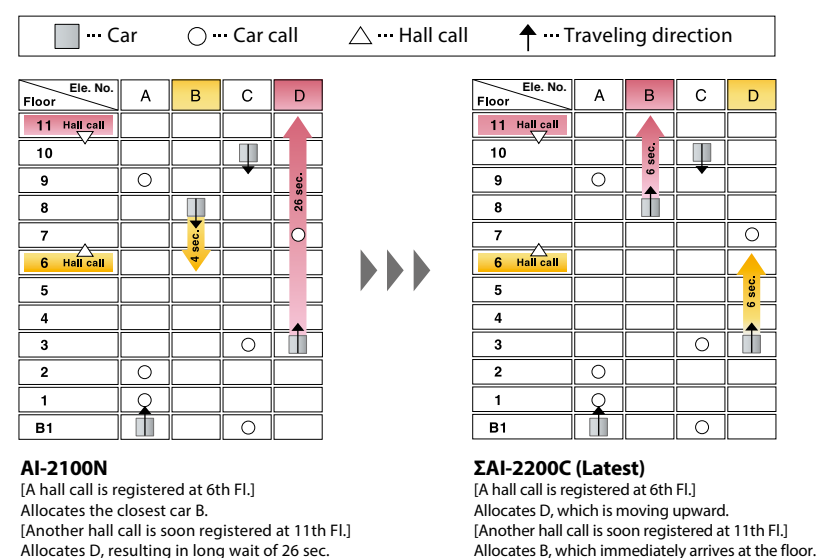 ··· Car ··· Car call ··· Hall call ··· Traveling direction
Ele. No.
Floor
A B C D
11 Hall call
10
9
8
7
6 Hall call
5
4
3
2
1
B1
4 sec.
26 sec.
AI-2100N
[A hall call is registered at 6th Fl.]
Allocates the closest car B.
[Another hall call is soon registered at 11th Fl.]
Allocates D, resulting in long wait of 26 sec.
Ele. No.
Floor
A B C D
11 Hall call
10
9
8
7
6 Hall call
5
4
3
2
1
B1
6 sec.
6 sec.
ΣAI-2200C (Latest)
[A hall call is registered at 6th Fl.]
Allocates D, which is moving upward.
[Another hall call is soon registered at 11th Fl.]
Allocates B, which immediately arrives at the floor.